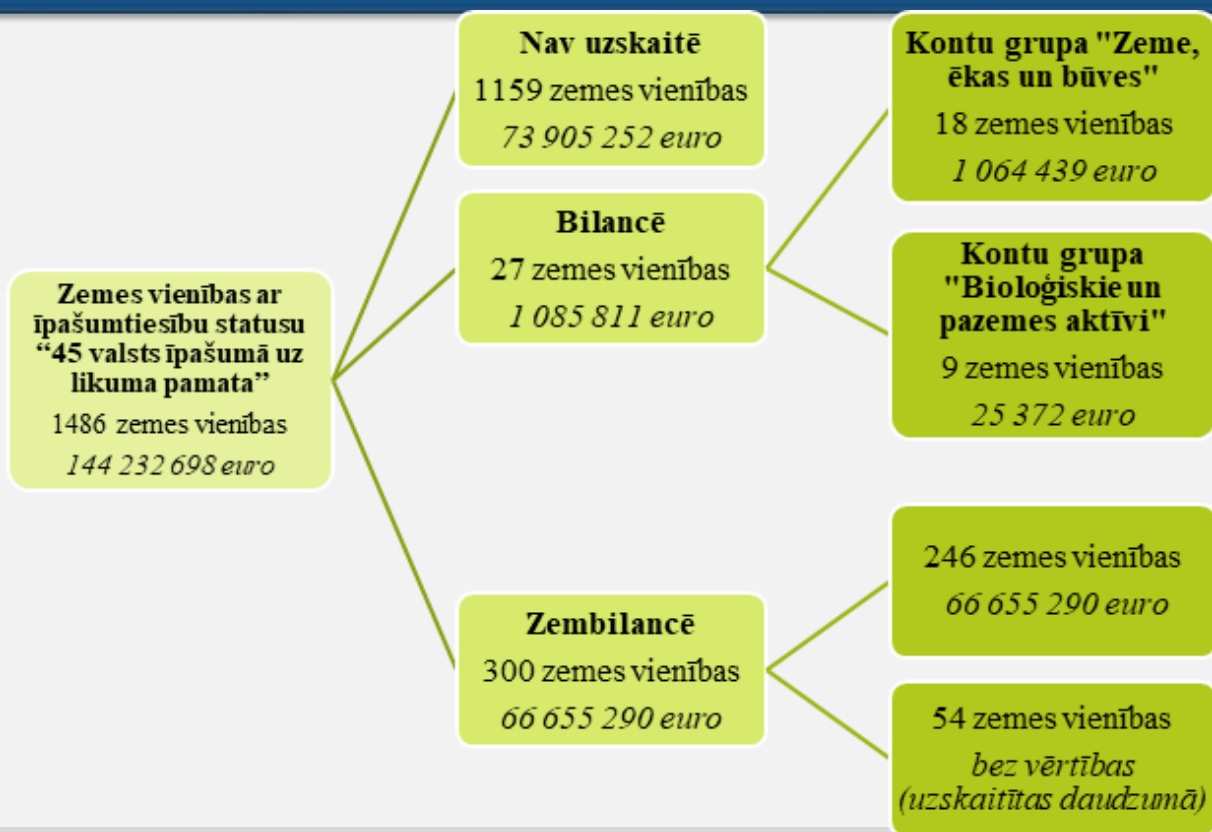 Zemes vienības ar
īpašumtiesību statusu
“45 valsts īpašumā uz
likuma pamata”
1486 zemes vienības
144 232 698 euro
Nav uzskaitē
1159 zemes vienības
73 905 252 euro
Bilancē
27 zemes vienības
1 085 811 euro
Kontu grupa "Zeme,
ēkas un būves"
18 zemes vienības
1 064 439 euro
Kontu grupa
"Bioloģiskie un
pazemes aktīvi"
9 zemes vienības
25 372 euro
Zembilancē
300 zemes vienības
66 655 290 euro
246 zemes vienības
66 655 290 euro
54 zemes vienības
bez vērtības
(uzskaitītas daudzumā)